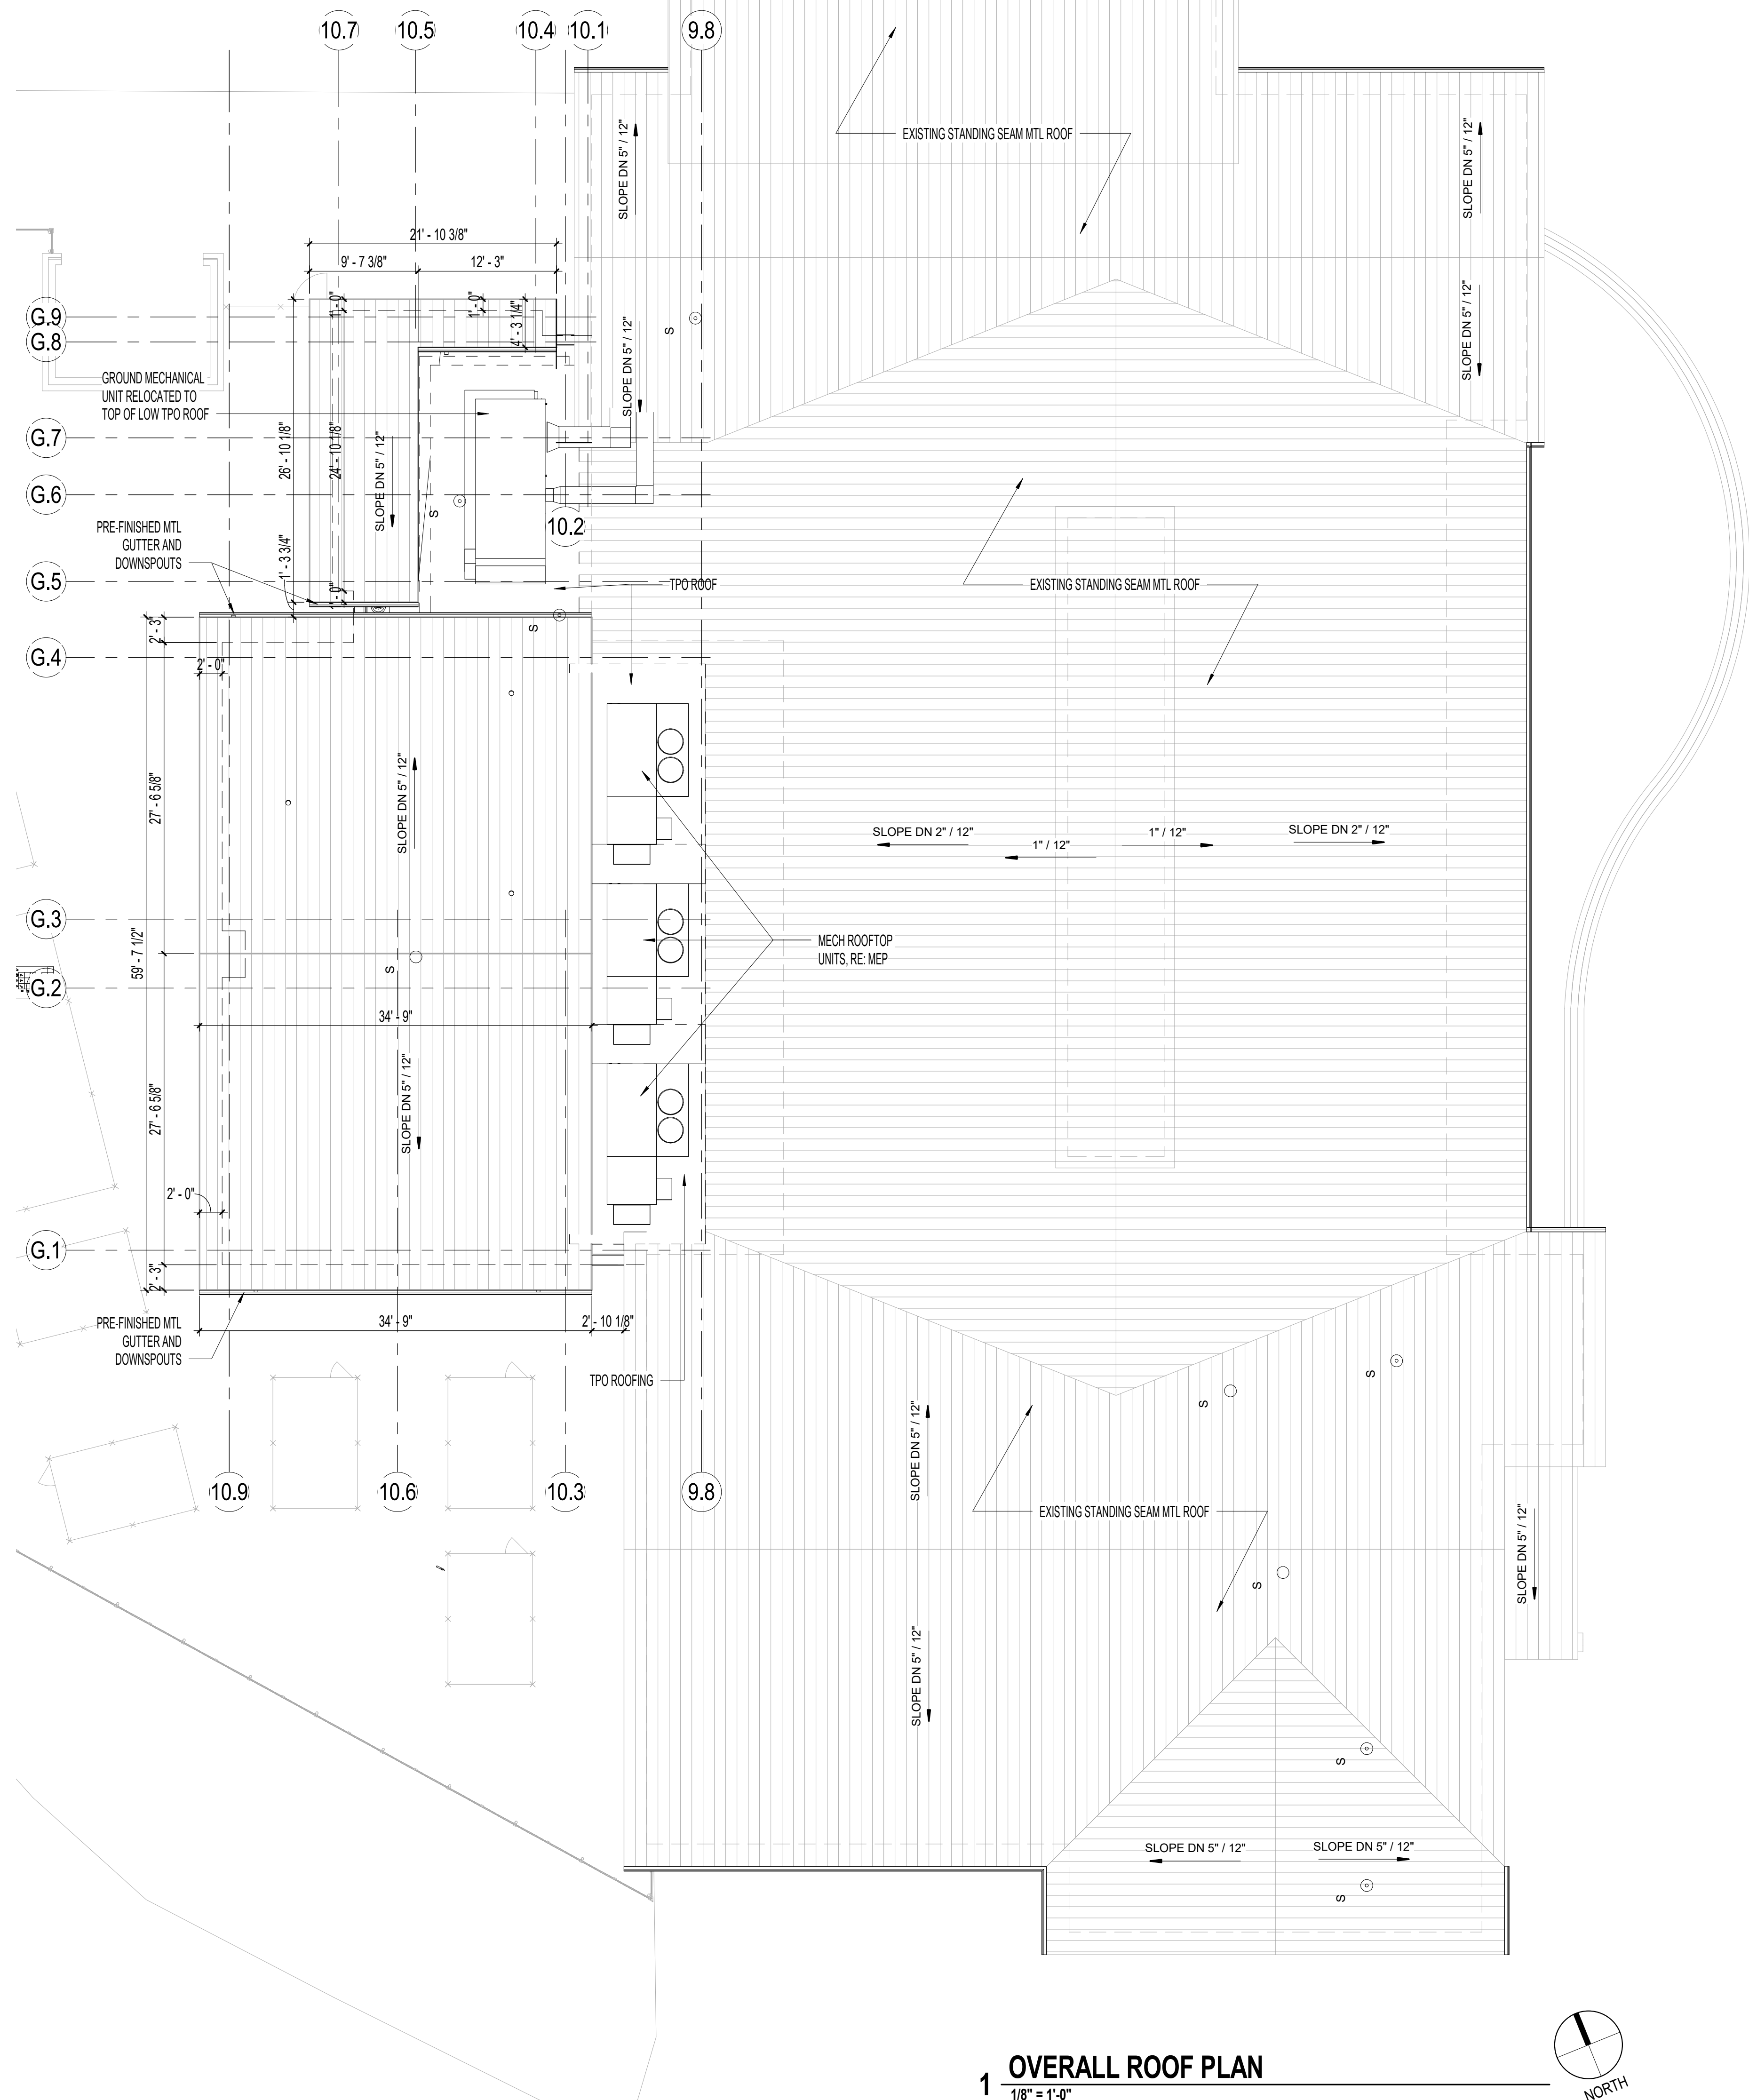 10.7
10.5
10.4
10.1
9.8
EXISTING STANDING SEAM MTL ROOF
SLOPE DN 5" / 12"
SLOPE DN 5" / 12"
21' - 10 3/8"
9' - 7 3/8"
12' - 3"
1' - 0"
1' - 0"
4' - 3 1/4"
G.9
G.8
S
SLOPE DN 5" / 12"
SLOPE DN 5" / 12"
GROUND MECHANICAL
UNIT RELOCATED TO
TOP OF LOW TPO ROOF
G.7
26' - 10 1/8"
24' - 10 1/8"
SLOPE DN 5" / 12"
G.6
S
10.2
PRE-FINISHED MTL
GUTTER AND
DOWNSPOUTS
1' - 3 3/4"
1' - 0"
G.5
TPO ROOF
EXISTING STANDING SEAM MTL ROOF
S
2' - 3"
G.4
2' - 0"
27' - 6 5/8"
SLOPE DN 5" / 12"
SLOPE DN 2" / 12"
1" / 12"
1" / 12"
SLOPE DN 2" / 12"
G.3
59' - 7 1/2"
MECH ROOFTOP
UNITS, RE: MEP
S
G.2
34' - 9"
27' - 6 5/8"
SLOPE DN 5" / 12"
2' - 0"
G.1
2' - 3"
PRE-FINISHED MTL
GUTTER AND
DOWNSPOUTS
34' - 9"
2' - 10 1/8"
TPO ROOFING
S
S
SLOPE DN 5" / 12"
10.9
10.6
10.3
9.8
EXISTING STANDING SEAM MTL ROOF
SLOPE DN 5" / 12"
S
SLOPE DN 5" / 12"
S
SLOPE DN 5" / 12"
SLOPE DN 5" / 12"
S
1
OVERALL ROOF PLAN
1/8" = 1'-0"
NORTH